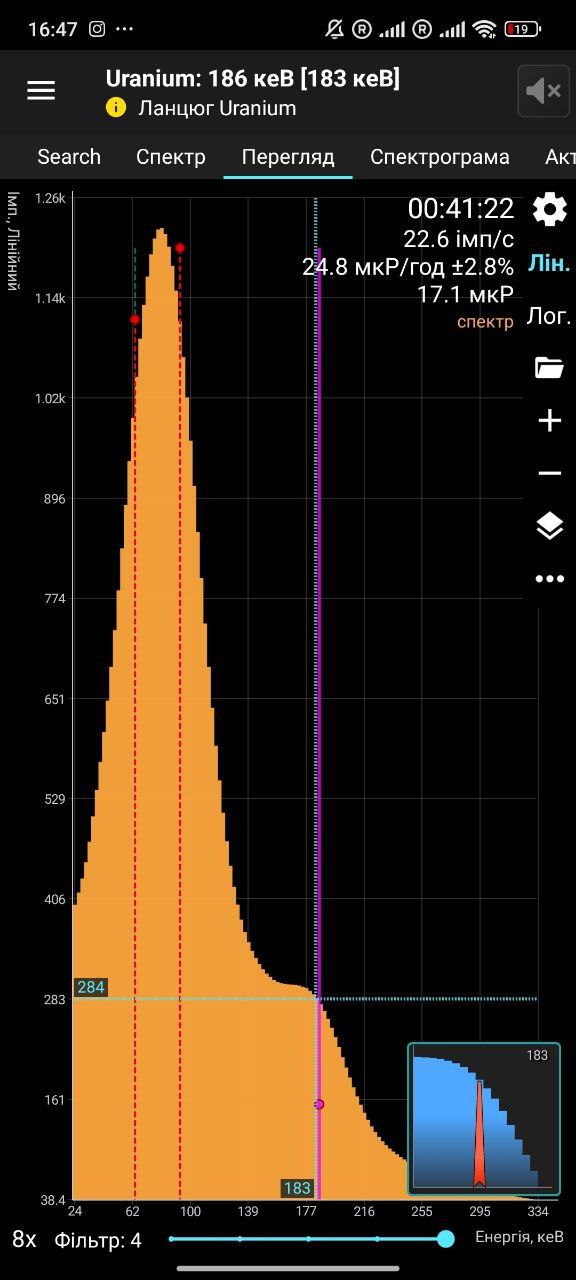 16:47
R
R
19
Uranium: 186 кеВ [183 кеВ]
i Ланцюг Uranium
Search Спектр Перегляд Спектрограма Акт
Імп., Лінійний
1.26k
00:41:22
22.6 імп/с
24.8 мкР/год ±2.8%
Лін.
1.14k
17.1 мкР
спектр
Лог.
1.02k
896
774
651
529
406
284
283
183
161
183
38.4
24 62 100 139 177 216 255 295 334
8x Фільтр: 4
Енергія, кеВ